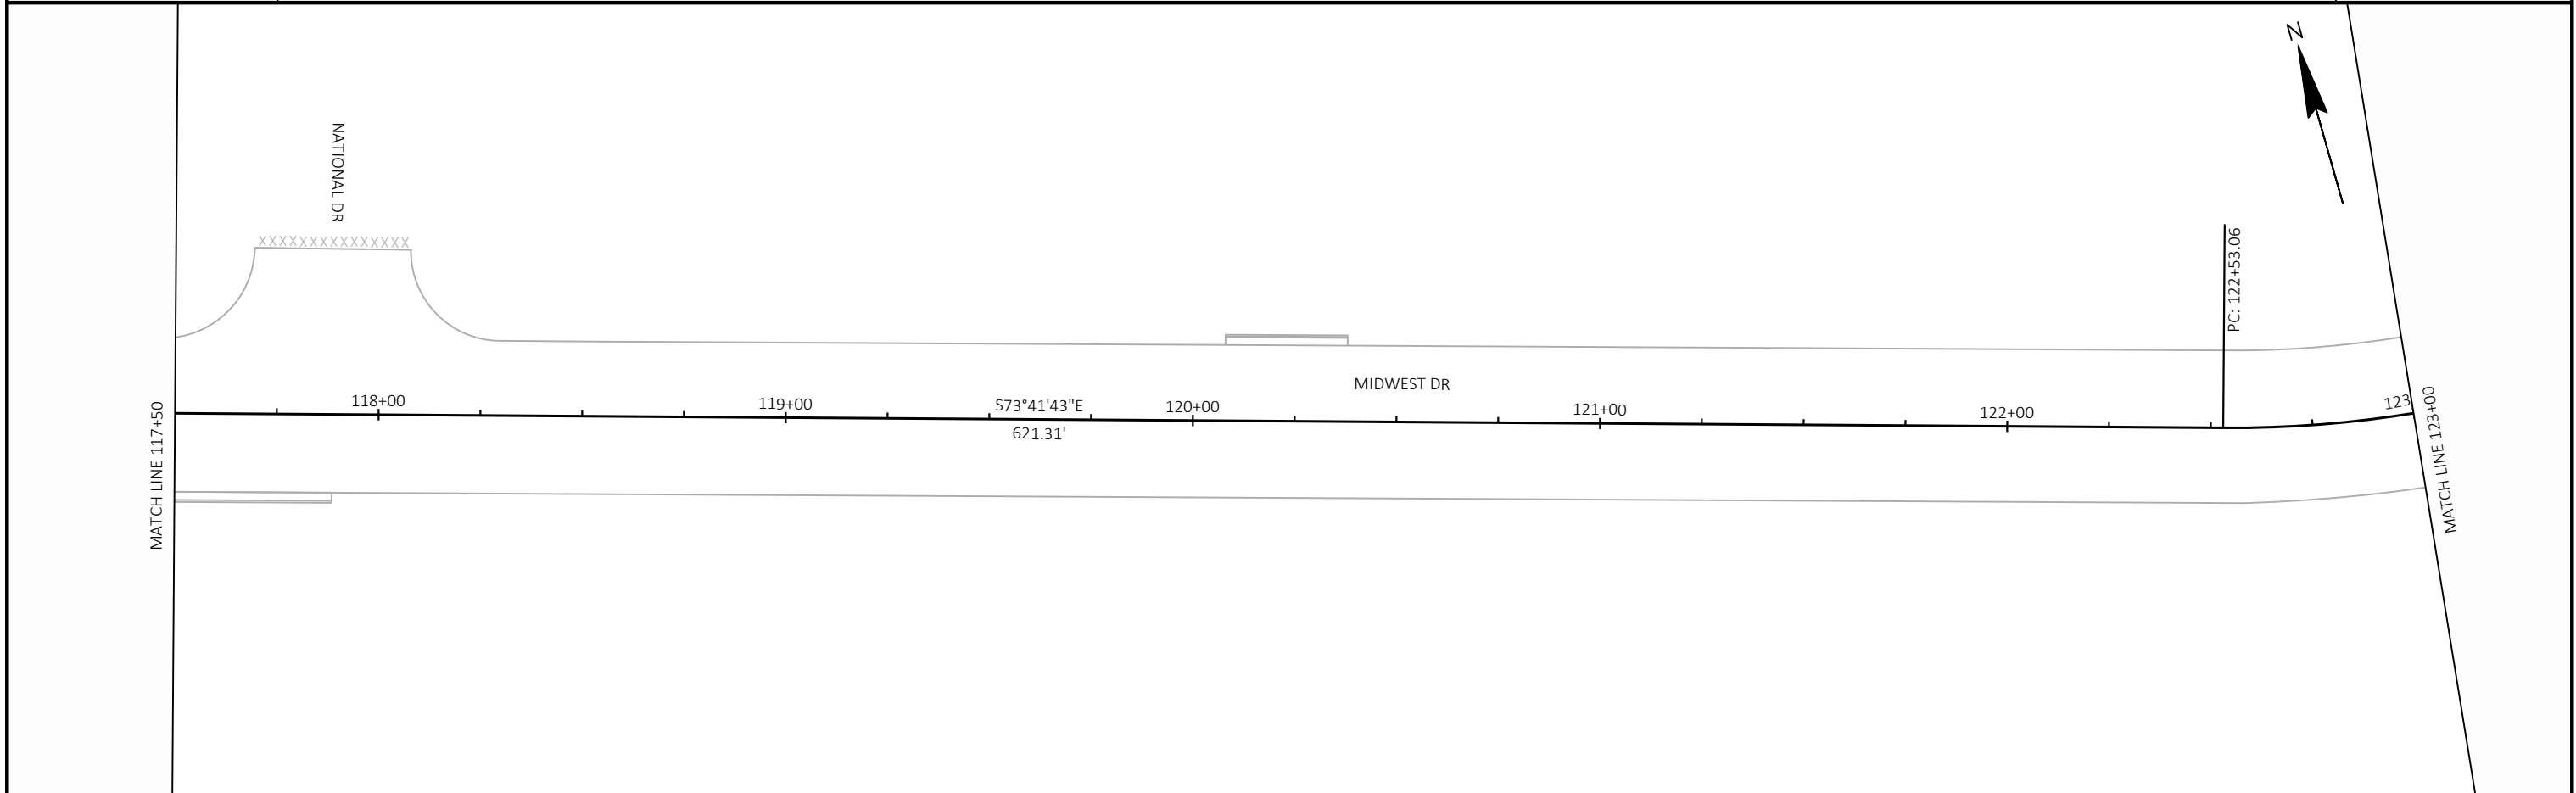 N
NATIONAL DR
XXXXXXXXXXXXXXX
PC: 122+53.06
MIDWEST DR
118+00
119+00
S73°41'43"E
120+00
121+00
122+00
123
621.31'
MATCH LINE 117+50
MATCH LINE 123+00